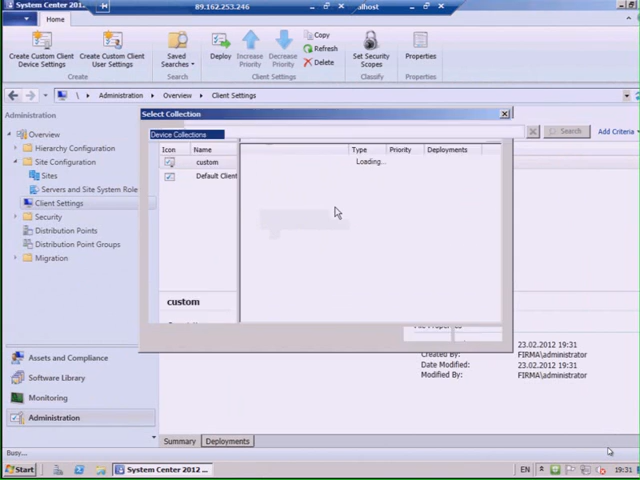 System Center 2012...
89.162.253.246
lhost
Home
Create Custom Client
Device Settings
Create Custom Client
User Settings
Create
Saved
Searches
Search
Deploy
Increase
Priority
Decrease
Priority
Copy
Refresh
Delete
Client Settings
Set Security
Scopes
Classify
Properties
Properties
\ Administration Overview Client Settings
Administration
Overview
Hierarchy Configuration
Site Configuration
Sites
Servers and Site System Role
Client Settings
Security
Distribution Points
Distribution Point Groups
Migration
Select Collection
Device Collections
Search
Add Criteria
Icon Name Type Priority Deployments
custom Loading...
Default Client
custom
23.02.2012 19:31
Created By: FIRMA\administrator
Date Modified: 23.02.2012 19:31
Modified By: FIRMA\administrator
Assets and Compliance
Software Library
Monitoring
Administration
Summary Deployments
Busy...
Start
System Center 2012 ...
EN
19:31